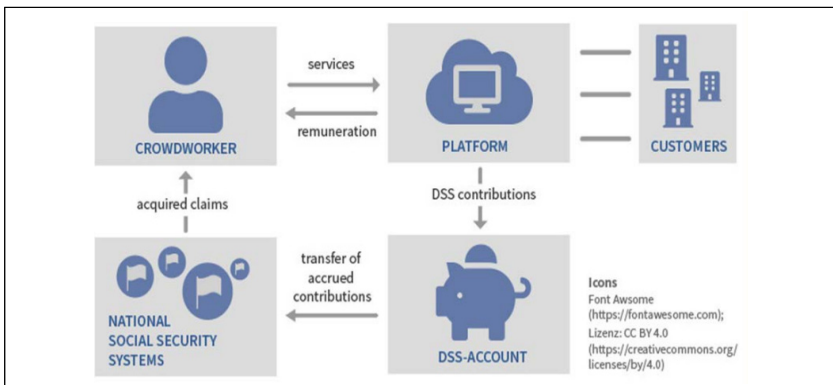 services
remuneration
CROWDWORKER
PLATFORM
CUSTOMERS
acquired claims
DSS contributions
transfer of
accrued
contributions
NATIONAL
SOCIAL SECURITY
SYSTEMS
DSS-ACCOUNT
Icons
Font Awsome
(https://fontawesome.com);
Lizenz: CC BY 4.0
(https://creativecommons.org/
licenses/by/4.0)